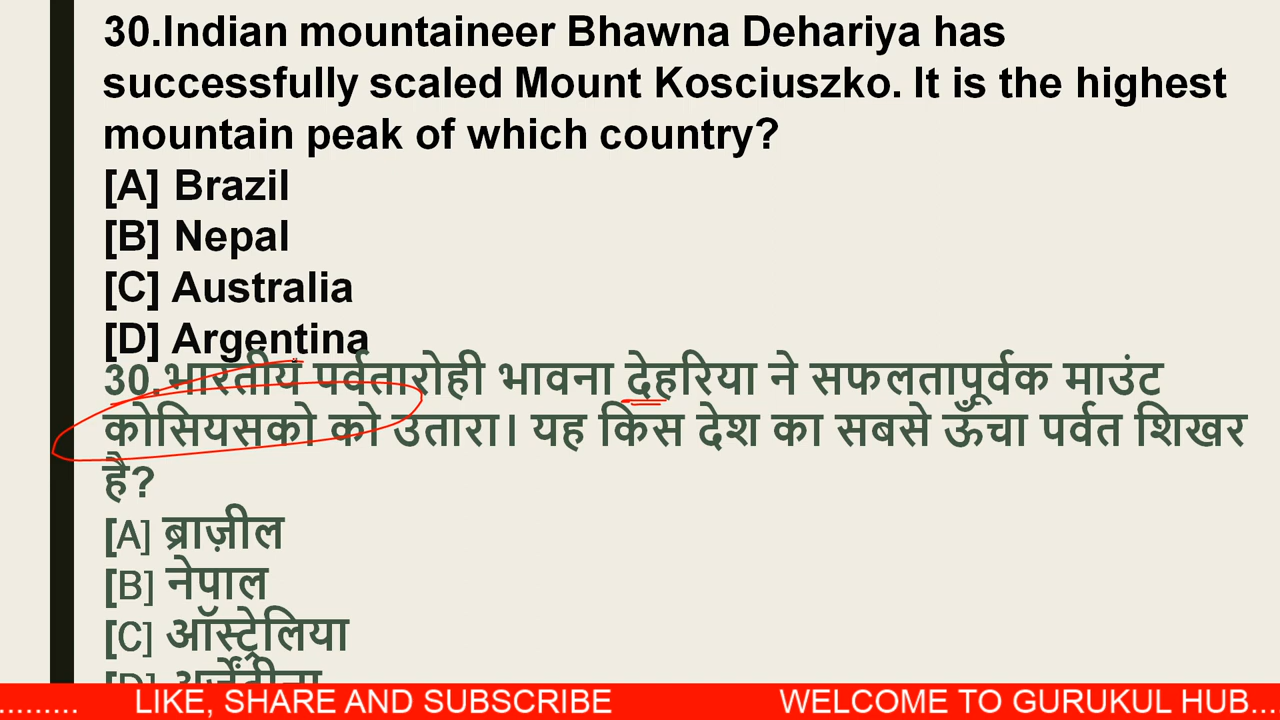 30.Indian mountaineer Bhawna Dehariya has
successfully scaled Mount Kosciuszko. It is the highest
mountain peak of which country?
[A] Brazil
[B] Nepal
[C] Australia
[D] Argentina
30.भारतीय पर्वतारोही भावना देहरिया ने सफलतापूर्वक माउंट
कोसियसको को उतारा। यह किस देश का सबसे ऊँचा पर्वत शिखर
है?
[A] ब्राज़ील
[B] नेपाल
[C] ऑस्ट्रेलिया
[D] अर्जेंटीना
......... LIKE, SHARE AND SUBSCRIBE WELCOME TO GURUKUL HUB...